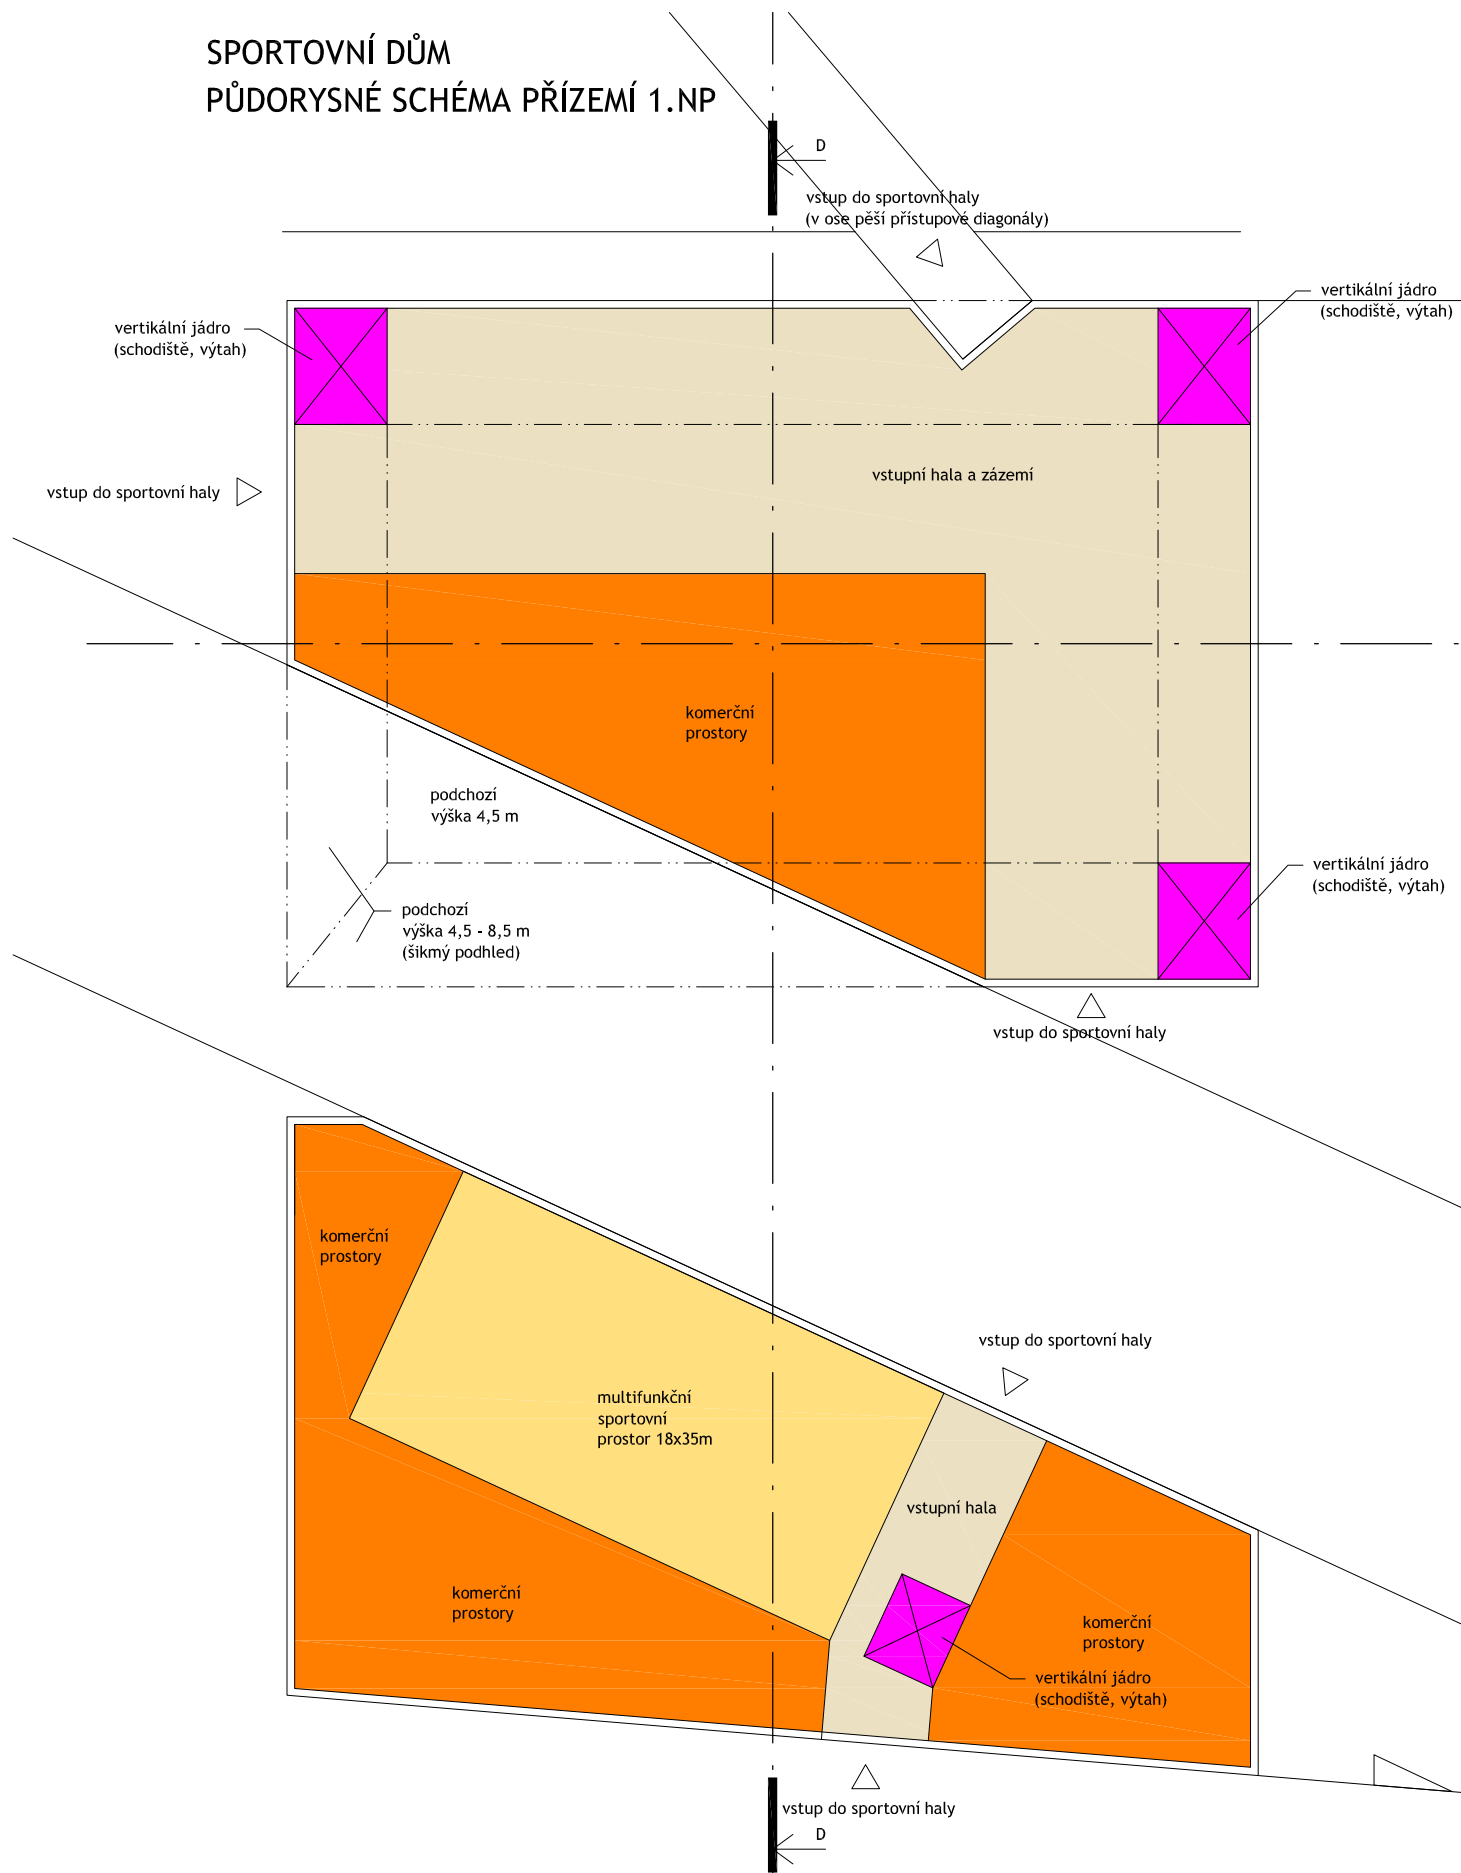 SPORTOVNÍ DŮM
PŮDORYSNÉ SCHÉMA PŘÍZEMÍ 1.NP
D
vstup do sportovní haly
(v ose pěší přístupové diagonály)
vertikální jádro
(schodiště, výtah)
vertikální jádro
(schodiště, výtah)
vstupní hala a zázemí
vstup do sportovní haly
komerční
prostory
podchozí
výška 4,5 m
vertikální jádro
(schodiště, výtah)
podchozí
výška 4,5 - 8,5 m
(šikmý podhled)
vstup do sportovní haly
komerční
prostory
vstup do sportovní haly
multifunkční
sportovní
prostor 18x35m
vstupní hala
komerční
prostory
komerční
prostory
vertikální jádro
(schodiště, výtah)
vstup do sportovní haly
D